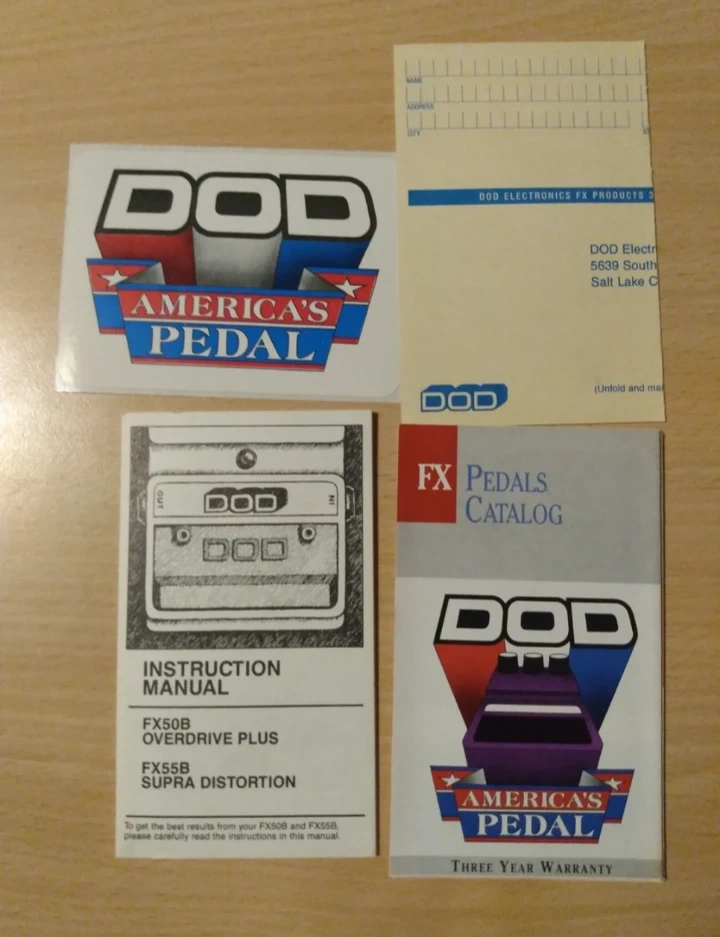 DOD
AMERICA'S
PEDAL
NAME
ADDRESS
CITY
DOD ELECTRONICS FX PRODUCTS 3
DOD Electr
5639 South
Salt Lake C
(Unfold and mai
DOD
OUT
DOD
IN
DOD
INSTRUCTION
MANUAL
FX50B
OVERDRIVE PLUS
FX55B
SUPRA DISTORTION
To get the best results from your FX50B and FX55B,
please carefully read the instructions in this manual.
FX PEDALS
CATALOG
DOD
AMERICA'S
PEDAL
THREE YEAR WARRANTY